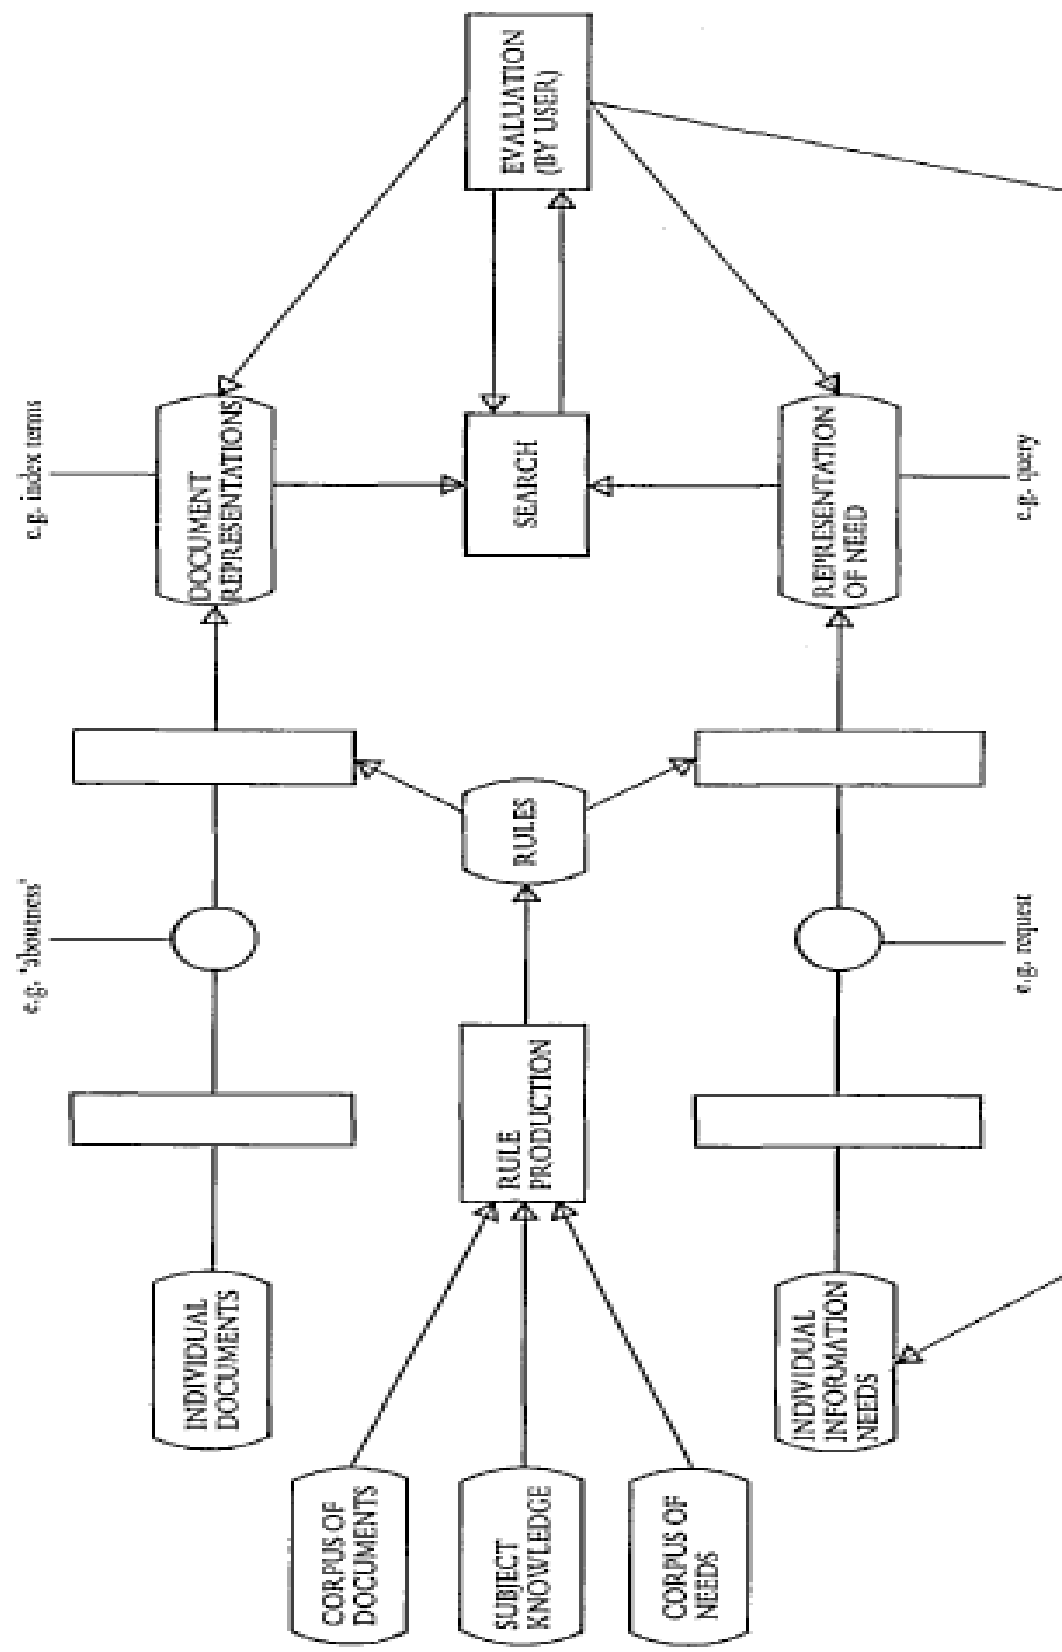 e.g. 'aboutness'
e.g. index terms
INDIVIDUAL
DOCUMENTS
DOCUMENT
REPRESENTATIONS
CORPUS OF
DOCUMENTS
SUBJECT
KNOWLEDGE
CORPUS OF
NEEDS
RULE
PRODUCTION
RULES
SEARCH
EVALUATION
(BY USER)
INDIVIDUAL
INFORMATION
NEEDS
REPRESENTATION
OF NEED
e.g. request
e.g. query